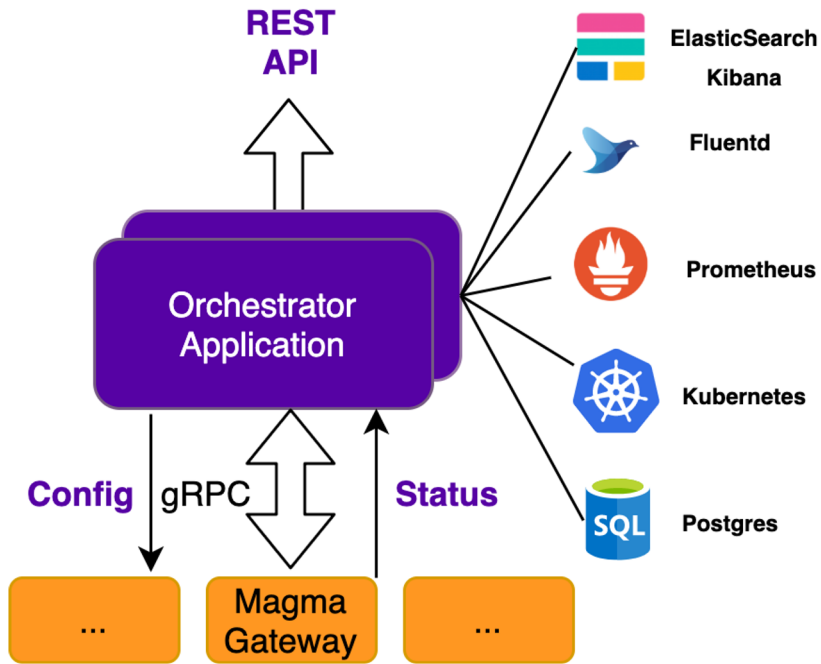 REST
API
ElasticSearch
Kibana
Fluentd
Prometheus
Orchestrator
Application
Kubernetes
Config
gRPC
Status
SQL
Postgres
...
Magma
Gateway
...